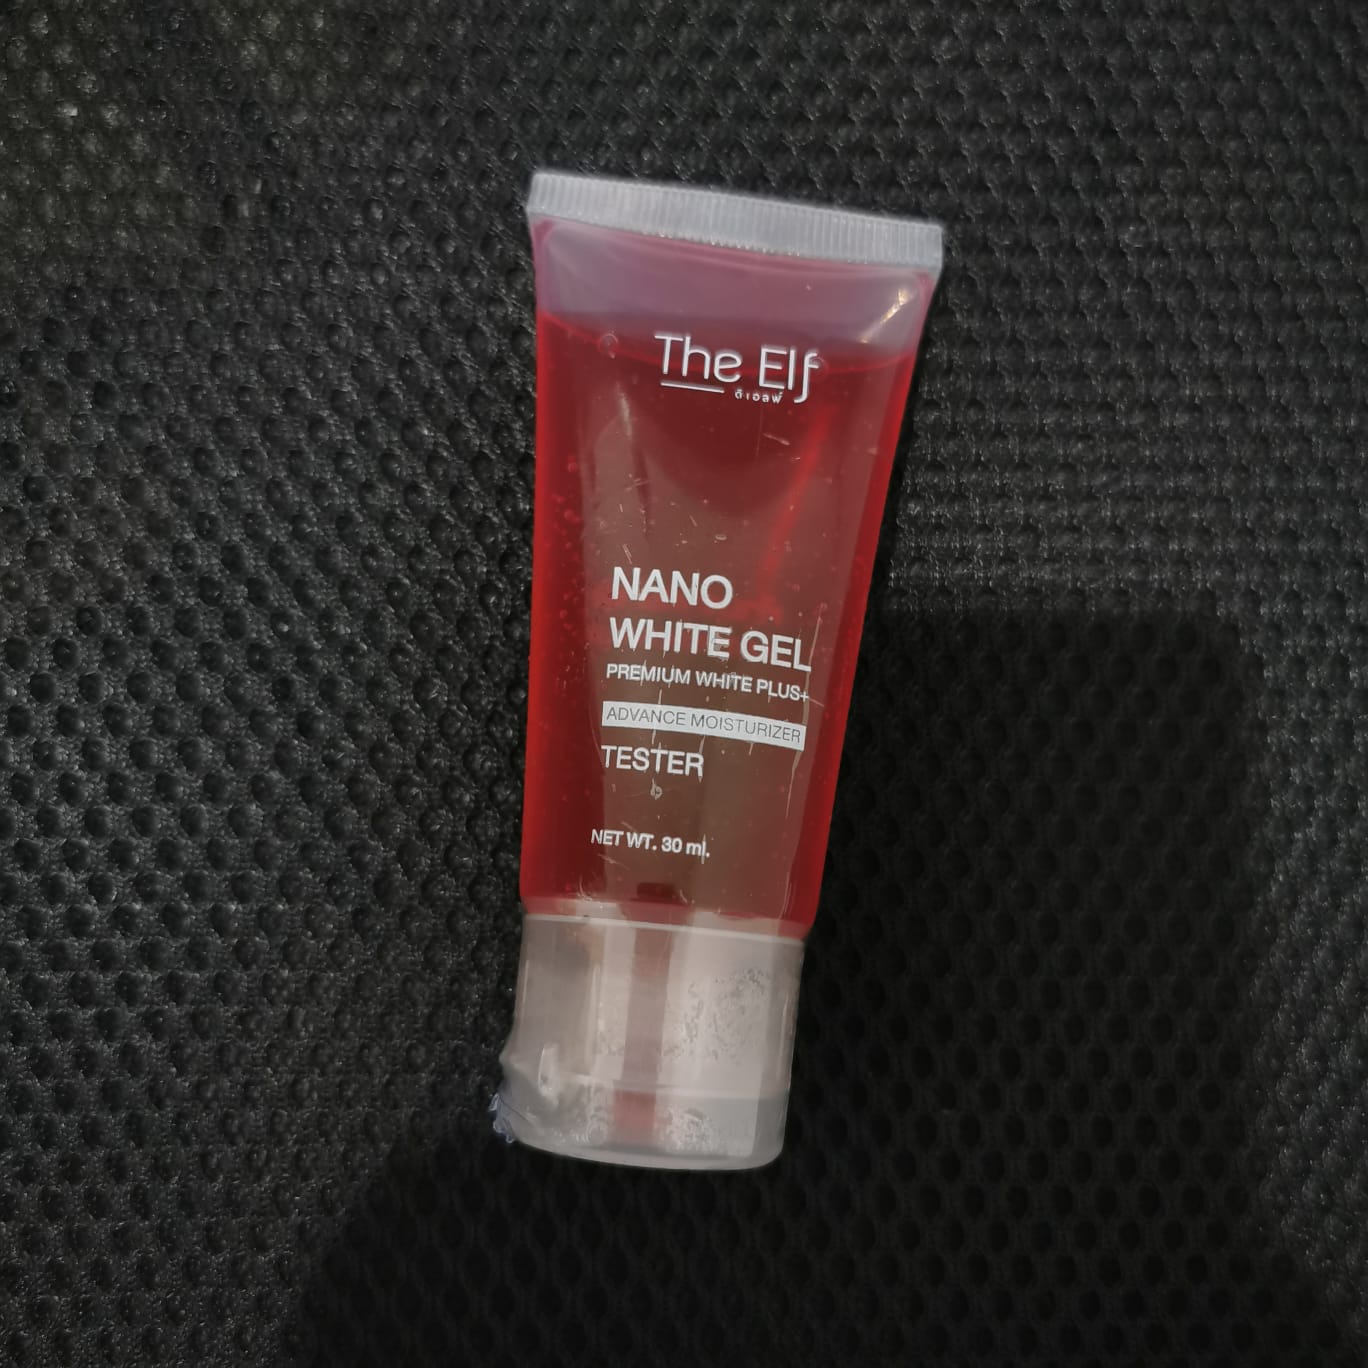 The Elf
ดิเอลฟ์
NANO
WHITE GEL
PREMIUM WHITE PLUS+
ADVANCE MOISTURIZER
TESTER
NET WT. 30 ml.